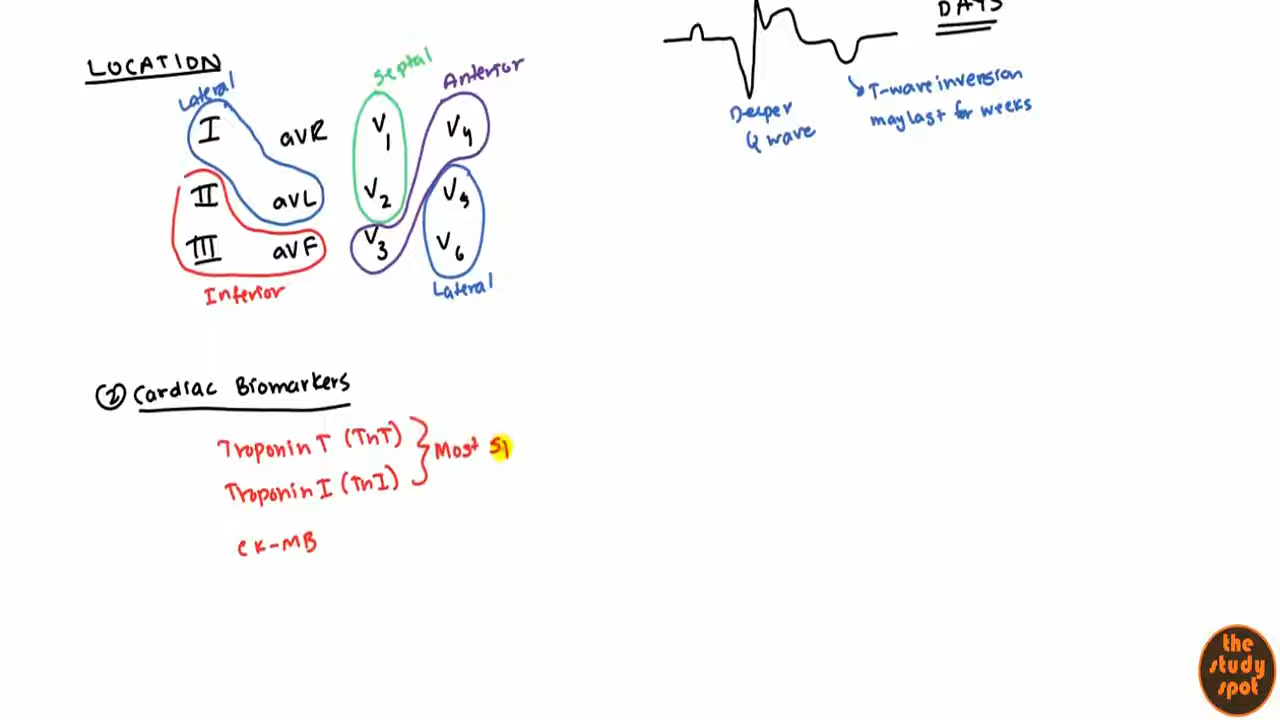 LOCATION
Lateral
Septal
Anterior
I aVR V1 V4
II aVL V2 V5
III aVF V3 V6
Inferior
Lateral
DAYS
Deeper
Q wave
T-wave inversion
may last for weeks
② Cardiac Biomarkers
Troponin T (TnT)
Troponin I (TnI)
Most
CK-MB
the
study
spot